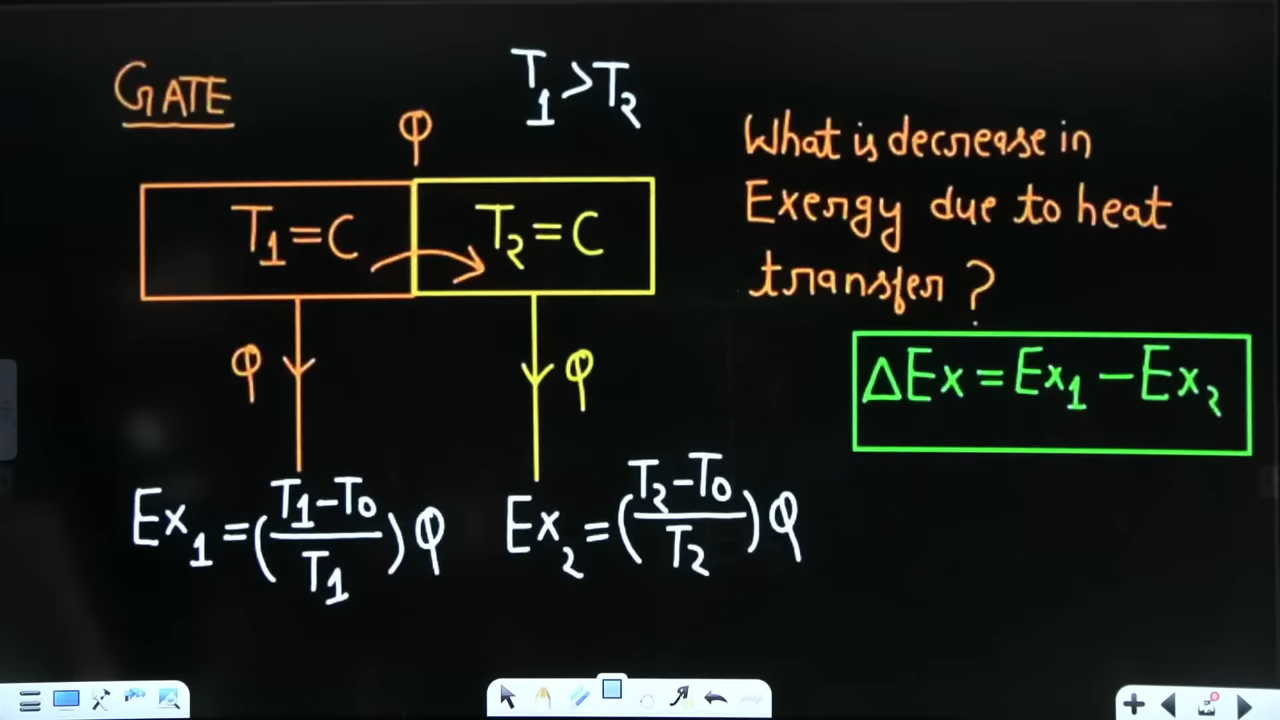 GATE
T₁ > T₂
Q
T₁ = C
T₂ = C
What is decrease in
Exergy due to heat
transfer ?
ΔEx = Ex₁ − Ex₂
Q
Q
Ex₁ = (T₁−T₀/T₁)Q
Ex₂ = (T₂−T₀/T₂)Q